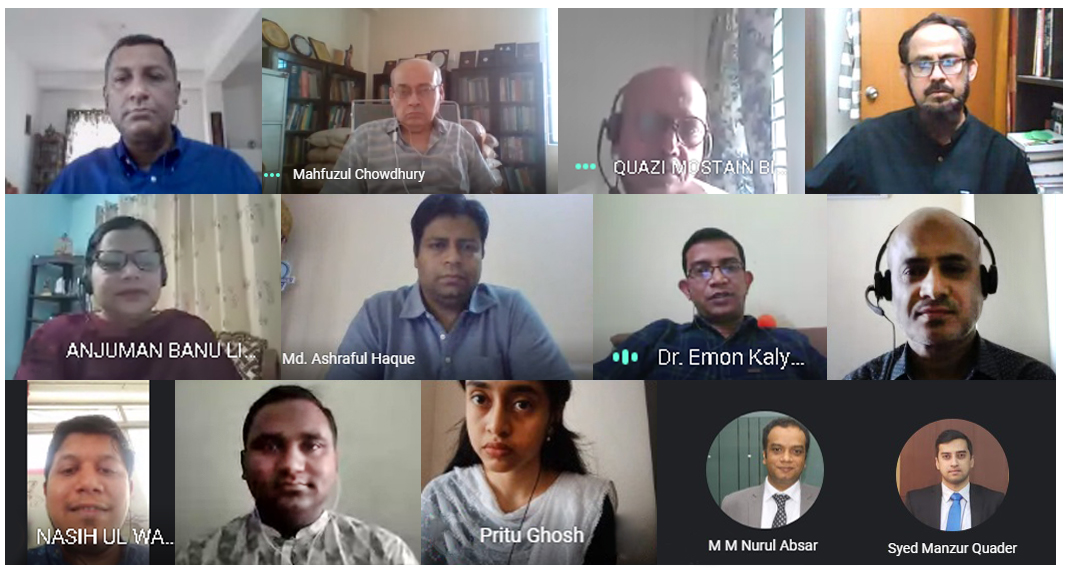 Mahfuzul Chowdhury
QUAZI MOSTAIN BI
ANJUMAN BANU LI...
Md. Ashraful Haque
Dr. Emon Kaly...
NASIH UL WA...
Pritu Ghosh
M M Nurul Absar
Syed Manzur Quader